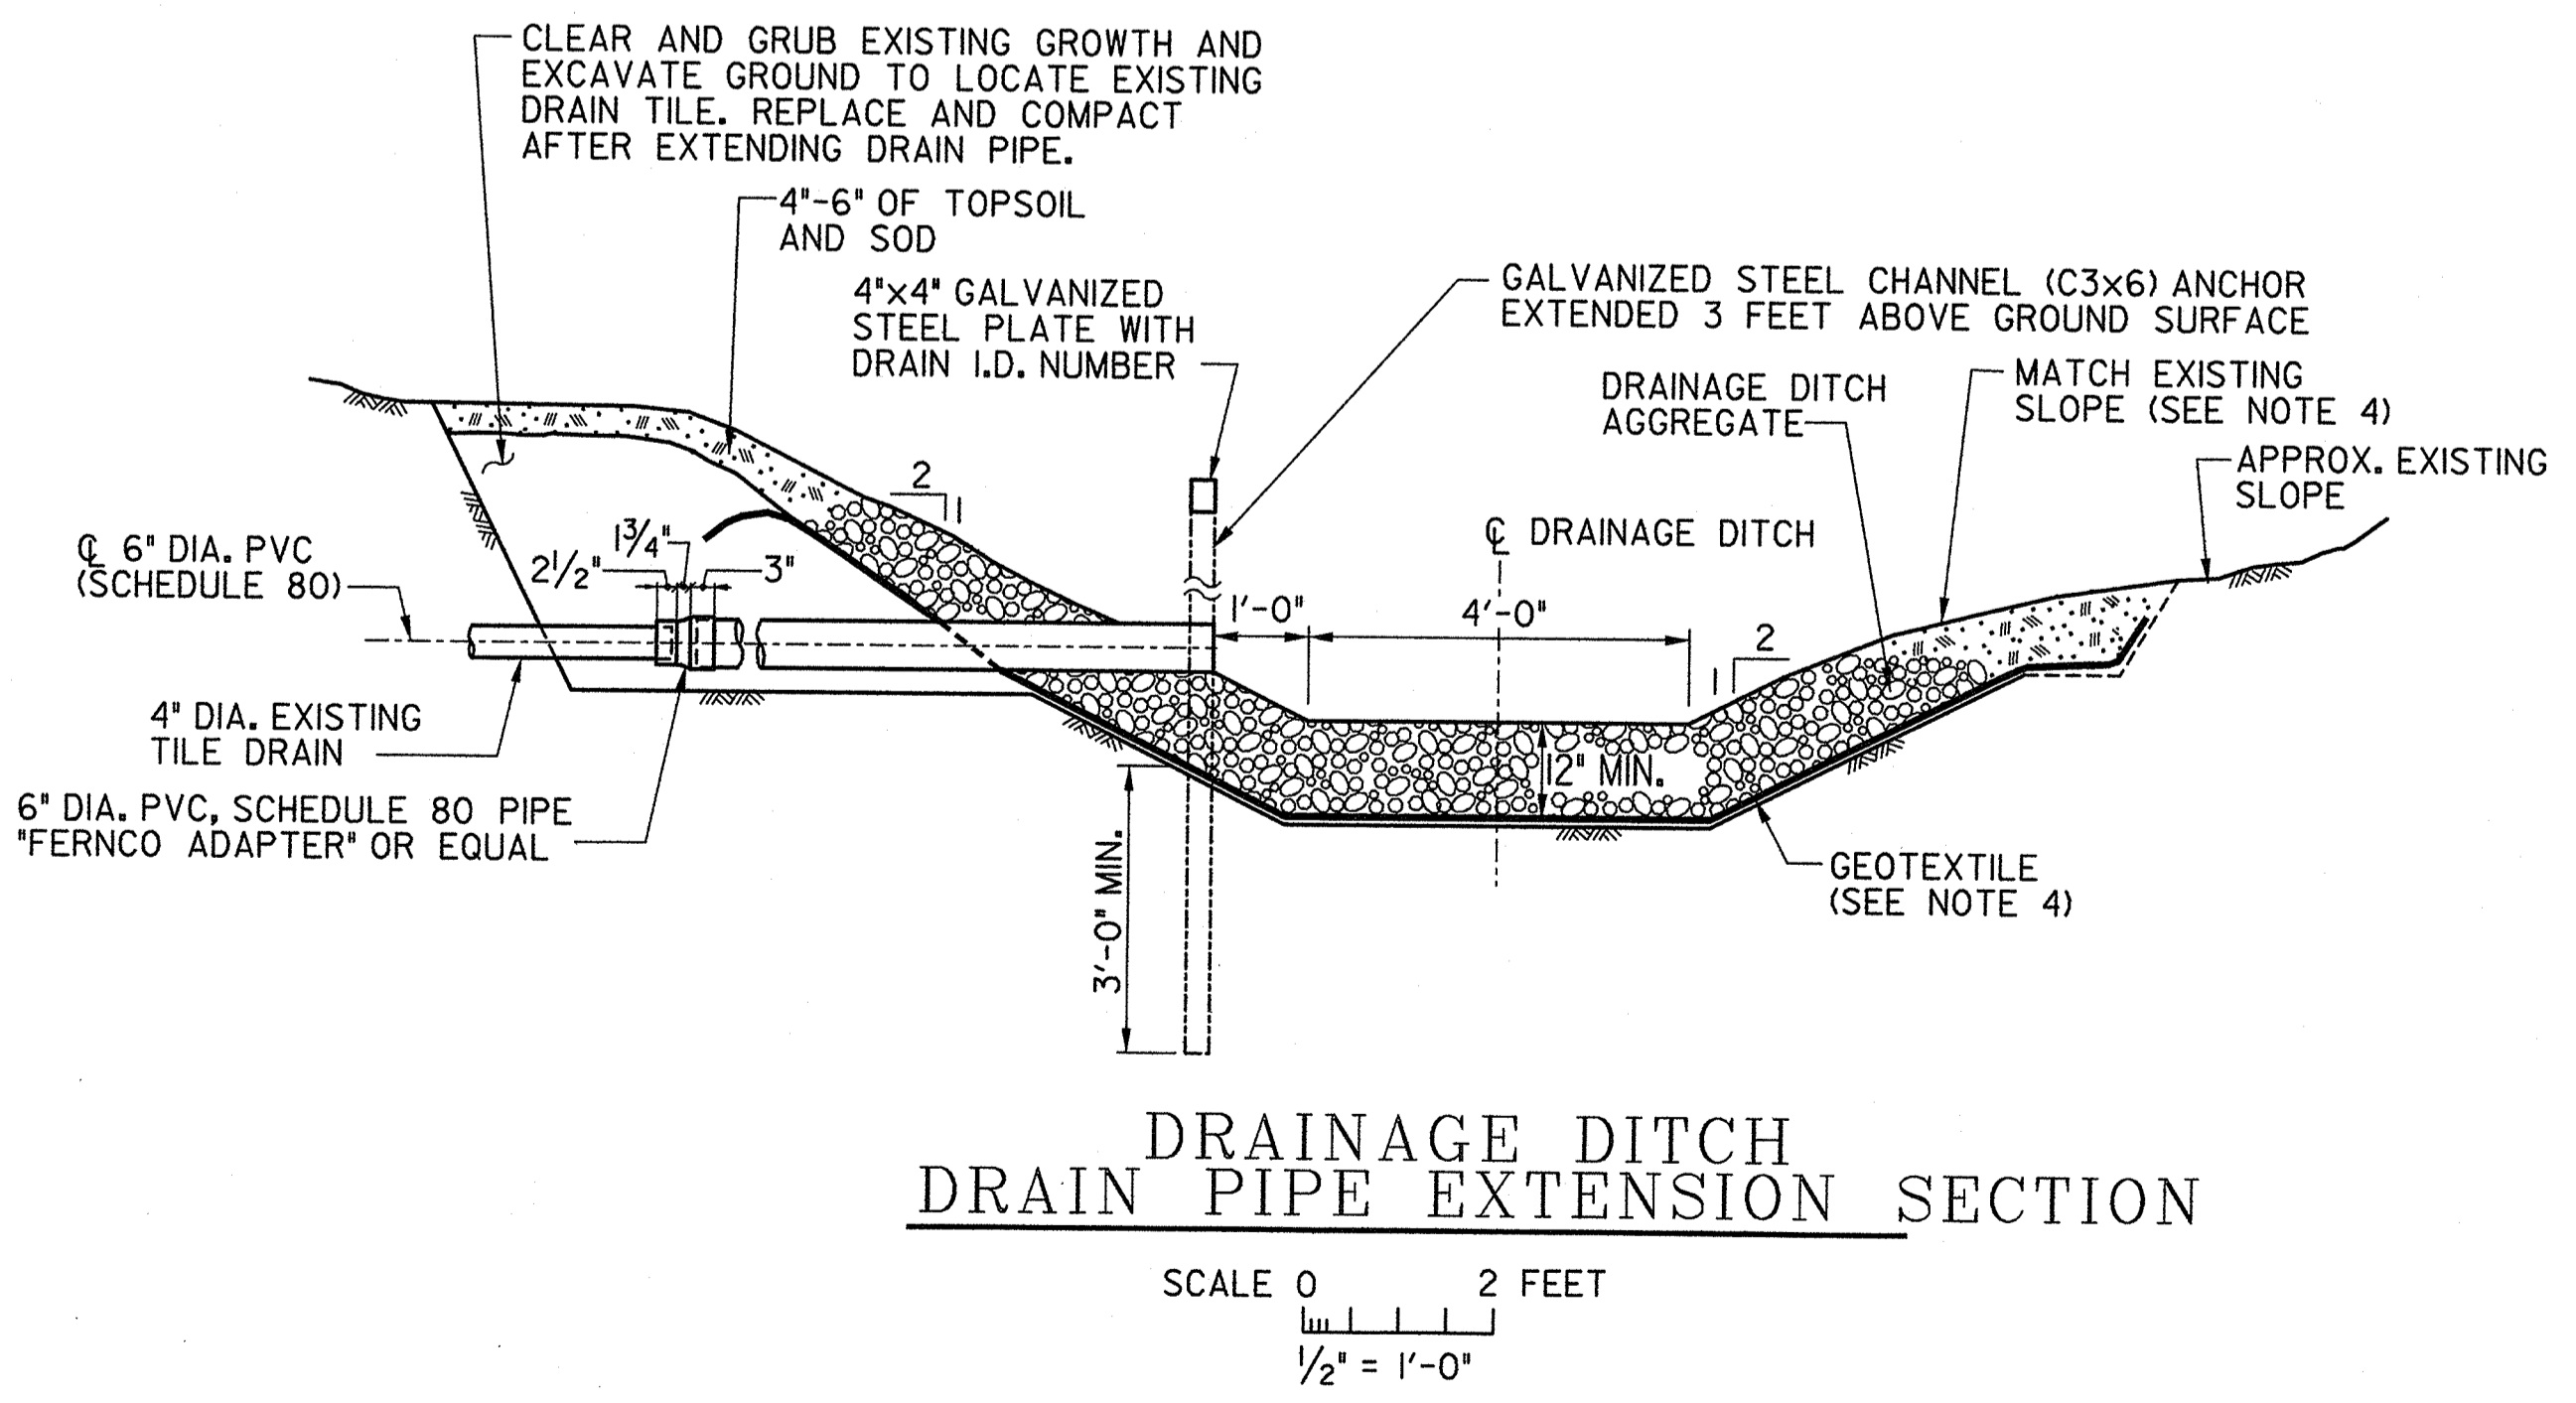 CLEAR AND GRUB EXISTING GROWTH AND
EXCAVATE GROUND TO LOCATE EXISTING
DRAIN TILE. REPLACE AND COMPACT
AFTER EXTENDING DRAIN PIPE.
4"-6" OF TOPSOIL
AND SOD
4"x4" GALVANIZED
STEEL PLATE WITH
DRAIN I.D. NUMBER
GALVANIZED STEEL CHANNEL (C3x6) ANCHOR
EXTENDED 3 FEET ABOVE GROUND SURFACE
DRAINAGE DITCH
AGGREGATE
MATCH EXISTING
SLOPE (SEE NOTE 4)
APPROX. EXISTING
SLOPE
2
1
℄ DRAINAGE DITCH
℄ 6" DIA. PVC
(SCHEDULE 80)
1¾"
2½"
3"
1'-0"
4'-0"
2
1
4" DIA. EXISTING
TILE DRAIN
6" DIA. PVC, SCHEDULE 80 PIPE
"FERNCO ADAPTER" OR EQUAL
12" MIN.
3'-0" MIN.
GEOTEXTILE
(SEE NOTE 4)
DRAINAGE DITCH
DRAIN PIPE EXTENSION SECTION
SCALE 0 2 FEET
½" = 1'-0"